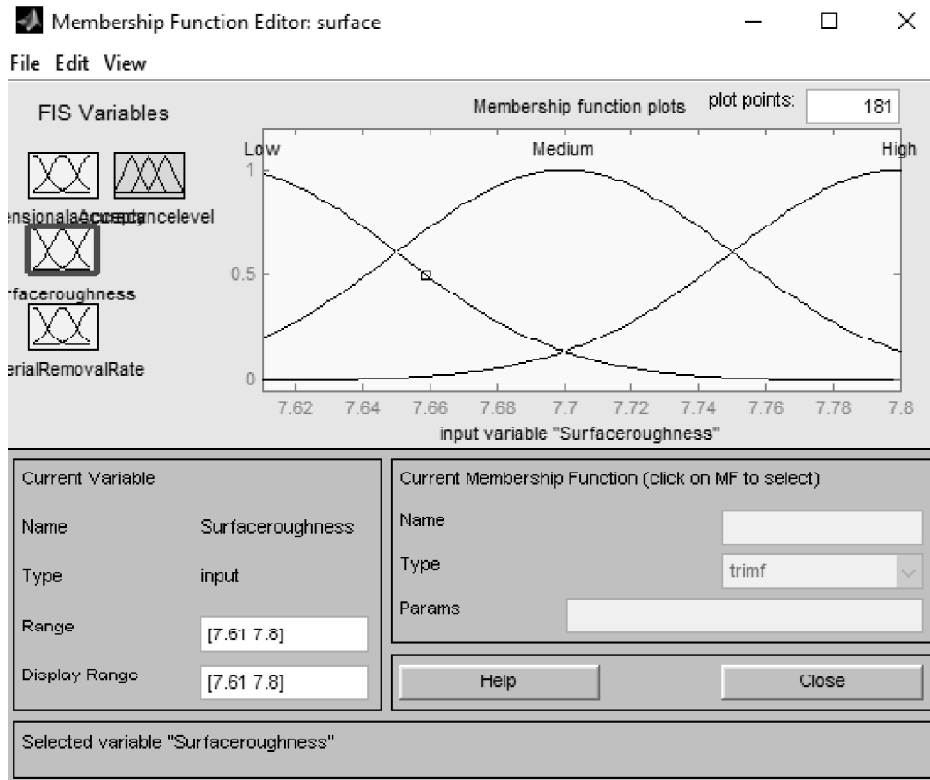 Membership Function Editor: surface
File Edit View
FIS Variables
Membership function plots
plot points:
181
Low
Medium
High
1
0.5
0
7.62 7.64 7.66 7.68 7.7 7.72 7.74 7.76 7.78 7.8
input variable "Surfaceroughness"
rfaceroughness
erialRemovalRate
Current Variable
Name Surfaceroughness
Type input
Range [7.61 7.8]
Display Range [7.61 7.8]
Current Membership Function (click on MF to select)
Name
Type trimf
Params
Help Close
Selected variable "Surfaceroughness"